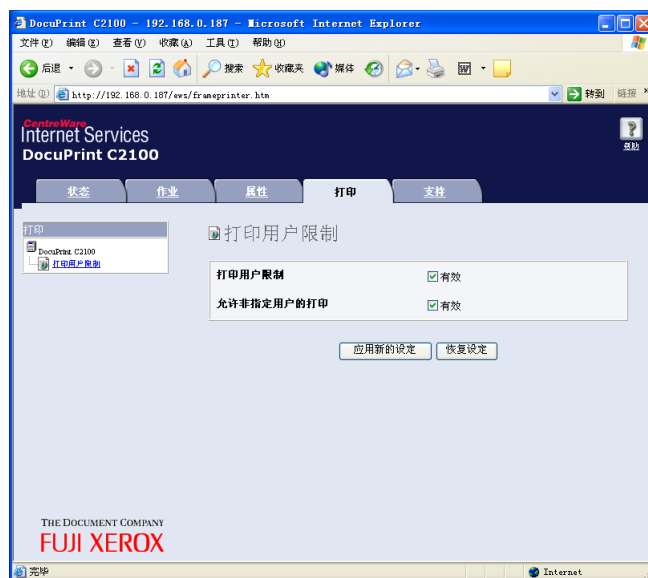 DocuPrint C2100 - 192.168.0.187 - Microsoft Internet Explorer
文件(F) 编辑(E) 查看(V) 收藏(A) 工具(T) 帮助(H)
后退 搜索 收藏夹 媒体
地址(D) http://192.168.0.187/ews/frameprinter.htm 转到 链接 »
CentreWare
Internet Services
DocuPrint C2100
帮助
状态 作业 属性 打印 支持
打印
DocuPrint C2100
打印用户限制
打印用户限制
打印用户限制 有效
允许非指定用户的打印 有效
应用新的设定 恢复设定
THE DOCUMENT COMPANY
FUJI XEROX
完毕 Internet